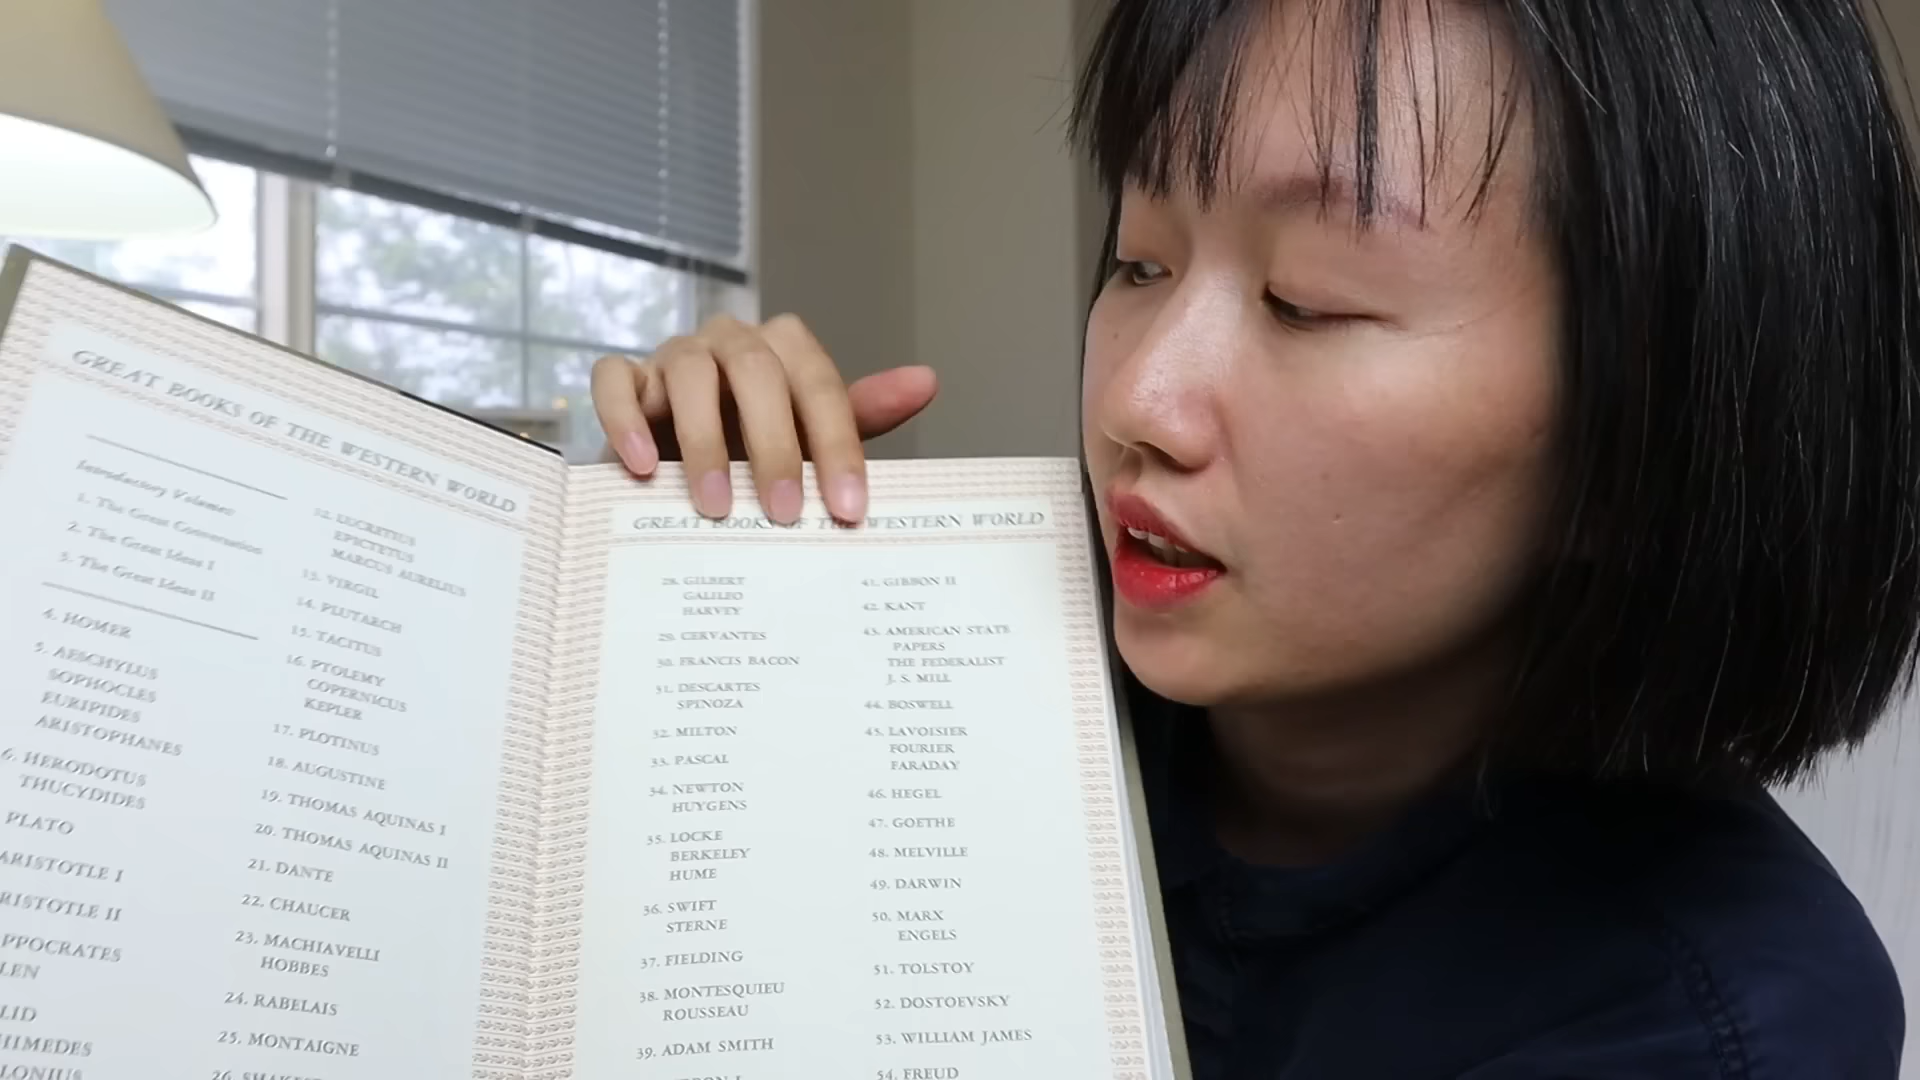 GREAT BOOKS OF THE WESTERN WORLD
Introductory Volumes:
1. The Great Conversation
2. The Great Ideas I
3. The Great Ideas II
4. HOMER
5. AESCHYLUS
SOPHOCLES
EURIPIDES
ARISTOPHANES
6. HERODOTUS
THUCYDIDES
PLATO
ARISTOTLE I
RISTOTLE II
PPOCRATES
LEN
LID
HIMEDES
LONIUS
12. LUCRETIUS
EPICTETUS
MARCUS AURELIUS
13. VIRGIL
14. PLUTARCH
15. TACITUS
16. PTOLEMY
COPERNICUS
KEPLER
17. PLOTINUS
18. AUGUSTINE
19. THOMAS AQUINAS I
20. THOMAS AQUINAS II
21. DANTE
22. CHAUCER
23. MACHIAVELLI
HOBBES
24. RABELAIS
25. MONTAIGNE
GREAT BOOKS OF THE WESTERN WORLD
28. GILBERT
GALILEO
HARVEY
29. CERVANTES
30. FRANCIS BACON
31. DESCARTES
SPINOZA
32. MILTON
33. PASCAL
34. NEWTON
HUYGENS
35. LOCKE
BERKELEY
HUME
36. SWIFT
STERNE
37. FIELDING
38. MONTESQUIEU
ROUSSEAU
39. ADAM SMITH
41. GIBBON II
42. KANT
43. AMERICAN STATE
PAPERS
THE FEDERALIST
J. S. MILL
44. BOSWELL
45. LAVOISIER
FOURIER
FARADAY
46. HEGEL
47. GOETHE
48. MELVILLE
49. DARWIN
50. MARX
ENGELS
51. TOLSTOY
52. DOSTOEVSKY
53. WILLIAM JAMES
54. FREUD